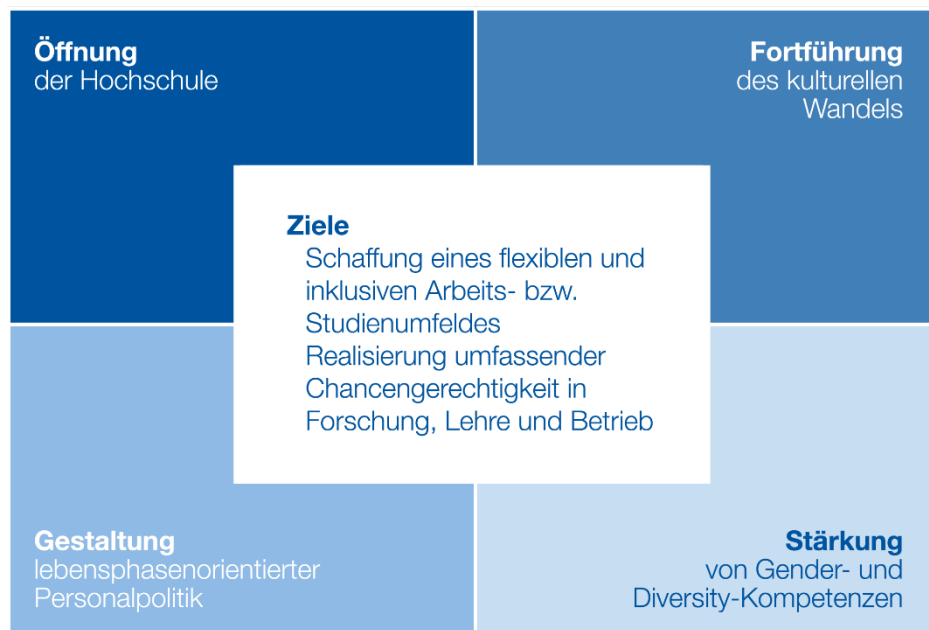 Öffnung
der Hochschule
Fortführung
des kulturellen
Wandels
Ziele
Schaffung eines flexiblen und
inklusiven Arbeits- bzw.
Studienumfeldes
Realisierung umfassender
Chancengerechtigkeit in
Forschung, Lehre und Betrieb
Gestaltung
lebensphasenorientierter
Personalpolitik
Stärkung
von Gender- und
Diversity-Kompetenzen